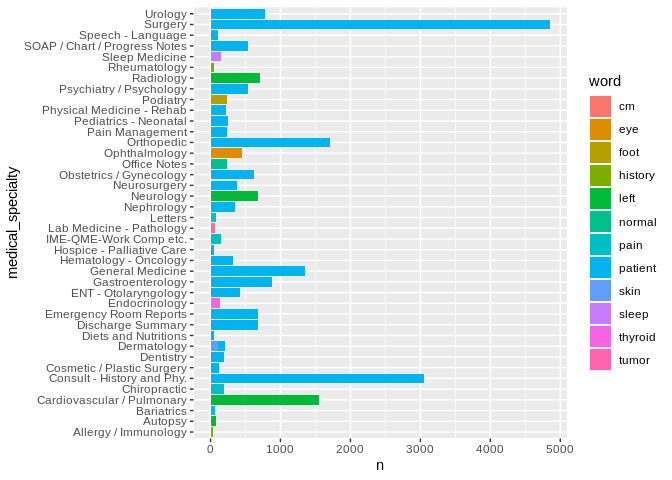 medical_specialty
Urology
Surgery
Speech - Language
SOAP / Chart / Progress Notes
Sleep Medicine
Rheumatology
Radiology
Psychiatry / Psychology
Podiatry
Physical Medicine - Rehab
Pediatrics - Neonatal
Pain Management
Orthopedic
Ophthalmology
Office Notes
Obstetrics / Gynecology
Neurosurgery
Neurology
Nephrology
Letters
Lab Medicine - Pathology
IME-QME-Work Comp etc.
Hospice - Palliative Care
Hematology - Oncology
General Medicine
Gastroenterology
ENT - Otolaryngology
Endocrinology
Emergency Room Reports
Discharge Summary
Diets and Nutritions
Dermatology
Dentistry
Cosmetic / Plastic Surgery
Consult - History and Phy.
Chiropractic
Cardiovascular / Pulmonary
Bariatrics
Autopsy
Allergy / Immunology
0 1000 2000 3000 4000 5000
n
word
cm
eye
foot
history
left
normal
pain
patient
skin
sleep
thyroid
tumor